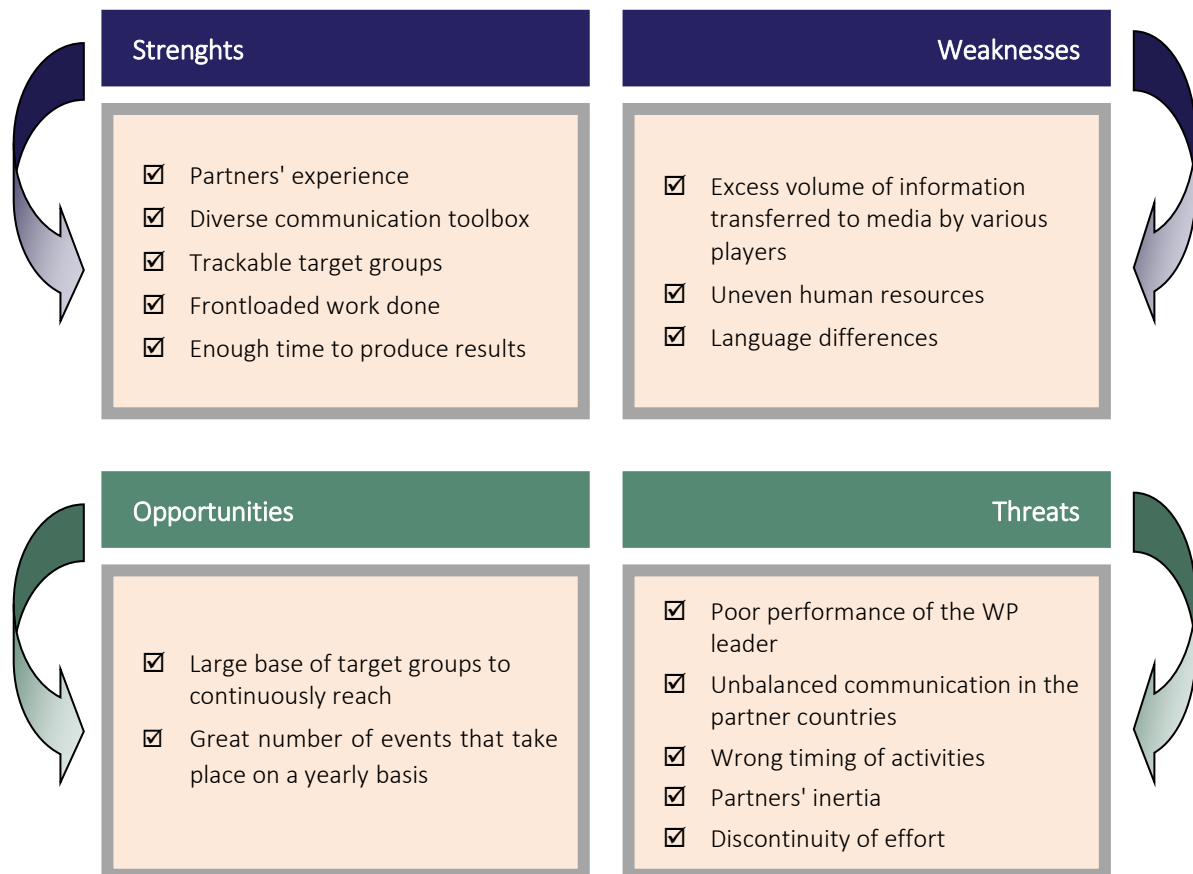 Strenghts
Partners' experience
Diverse communication toolbox
Trackable target groups
Frontloaded work done
Enough time to produce results
Weaknesses
Excess volume of information
transferred to media by various
players
Uneven human resources
Language differences
Opportunities
Large base of target groups to
continuously reach
Great number of events that take
place on a yearly basis
Threats
Poor performance of the WP
leader
Unbalanced communication in the
partner countries
Wrong timing of activities
Partners' inertia
Discontinuity of effort